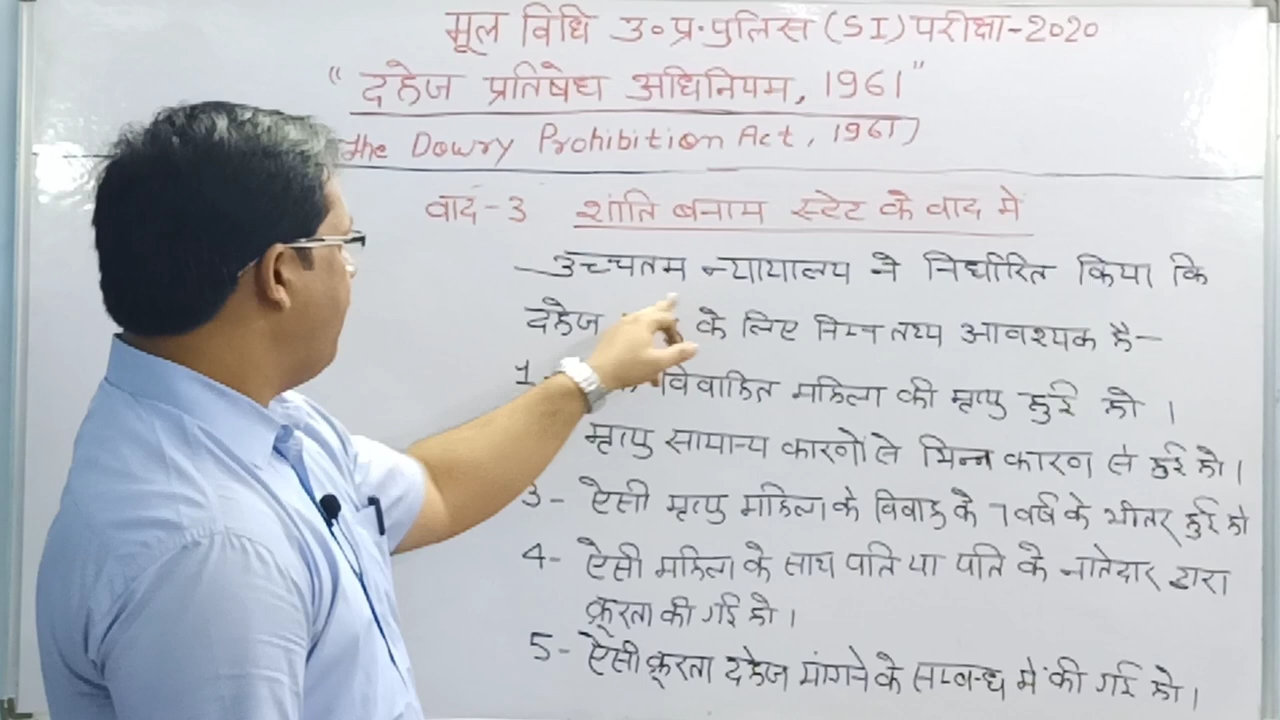 मूल विधि उ॰प्र॰पुलिस (SI) परीक्षा-2020
"दहेज प्रतिषेध अधिनियम, 1961"
the Dowry Prohibition Act, 1961)
वाद-3 शांति बनाम स्टेट के वाद मे
उच्चतम न्यायालय ने निर्धारित किया कि
दहेज के लिए निम्न तथ्य आवश्यक है-
1- विवाहित महिला की मृत्यु हुई हो ।
मृत्यु सामान्य कारणों से भिन्न कारण से हुई हो ।
3- ऐसी मृत्यु महिला के विवाह के 7 वर्ष के भीतर हुई हो
4- ऐसी महिला के साथ पति या पति के नातेदार द्वारा
क्रूरता की गई हो ।
5- ऐसी क्रूरता दहेज मांगने के सम्बन्ध में की गई हो ।